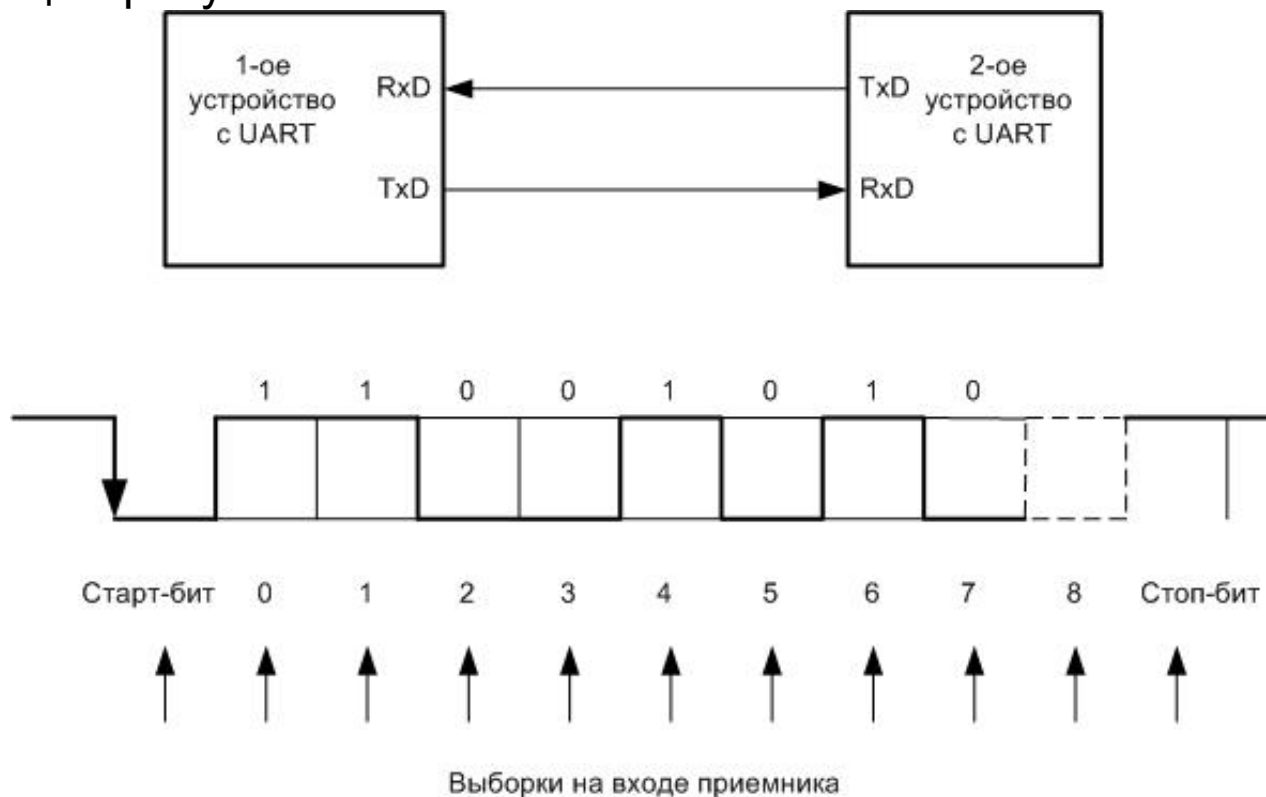 1-ое
устройство
с UART
RxD
TxD
TxD
RxD
2-ое
устройство
с UART
1 1 0 0 1 0 1 0
Старт-бит 0 1 2 3 4 5 6 7 8 Стоп-бит
Выборки на входе приемника